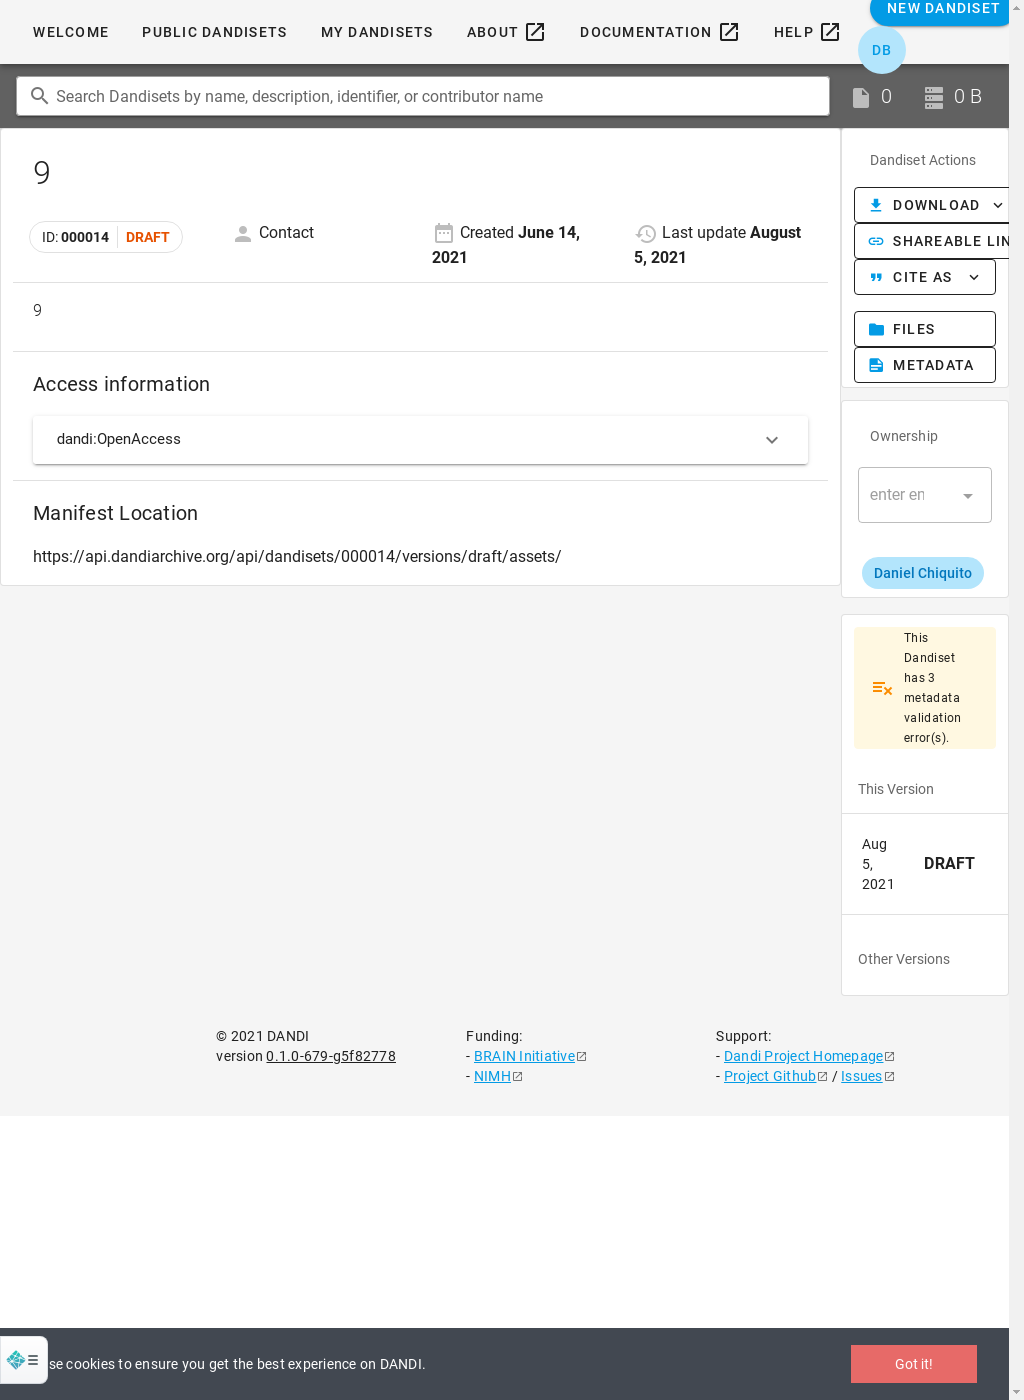 WELCOME PUBLIC DANDISETS MY DANDISETS ABOUT DOCUMENTATION HELP NEW DANDISET
DB
Search Dandisets by name, description, identifier, or contributor name 0 0 B
9
ID: 000014 DRAFT Contact Created June 14, 2021 Last update August 5, 2021
9
Access information
dandi:OpenAccess
Manifest Location
https://api.dandiarchive.org/api/dandisets/000014/versions/draft/assets/
Dandiset Actions
DOWNLOAD
SHAREABLE LIN
CITE AS
FILES
METADATA
Ownership
enter en
Daniel Chiquito
This
Dandiset
has 3
metadata
validation
error(s).
This Version
Aug
5,
2021
DRAFT
Other Versions
© 2021 DANDI
version 0.1.0-679-g5f82778
Funding:
- BRAIN Initiative
- NIMH
Support:
- Dandi Project Homepage
- Project Github / Issues
se cookies to ensure you get the best experience on DANDI.
Got it!